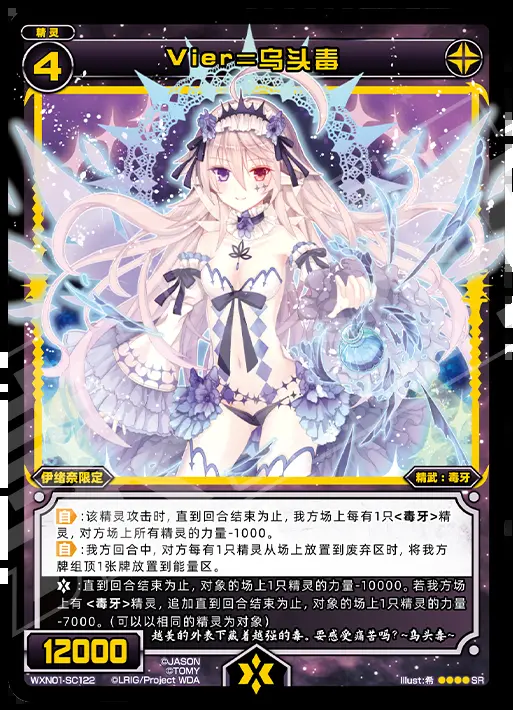 精灵
4
Vier=乌头毒
伊绪奈限定
精武：毒牙
自:该精灵攻击时，直到回合结束为止，我方场上每有1只<毒牙>精
灵，对方场上所有精灵的力量-1000。
自:我方回合中，对方每有1只精灵从场上放置到废弃区时，将我方
牌组顶1张牌放置到能量区。
:直到回合结束为止，对象的场上1只精灵的力量-10000。若我方场
上有 <毒牙>精灵，追加直到回合结束为止，对象的场上1只精灵的力量
-7000。（可以以相同的精灵为对象）
越美的外表下藏着越强的毒。要感受痛苦吗？~乌头毒~
12000
©JASON
©TOMY
WXN01-SC122 ©LRIG/Project WDA
Illust:希
SR